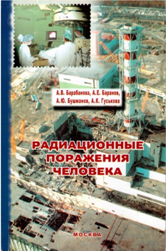 А.В. Барабанова, А.Е. Баранов,
А.Ю. Бушманов, А.К. Гуськова
РАДИАЦИОННЫЕ
ПОРАЖЕНИЯ
ЧЕЛОВЕКА
МОСКВА